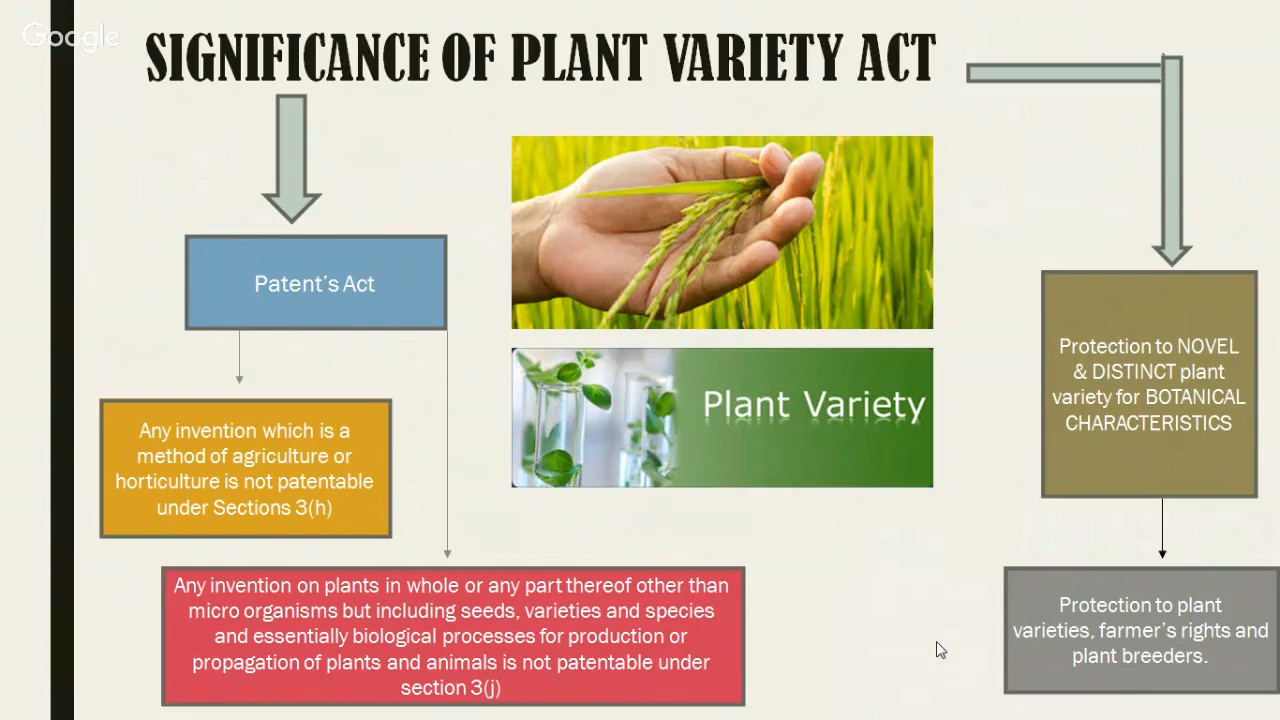 Google
SIGNIFICANCE OF PLANT VARIETY ACT
Patent's Act
Any invention which is a
method of agriculture or
horticulture is not patentable
under Sections 3(h)
Any invention on plants in whole or any part thereof other than
micro organisms but including seeds, varieties and species
and essentially biological processes for production or
propagation of plants and animals is not patentable under
section 3(j)
Plant Variety
Protection to NOVEL
& DISTINCT plant
variety for BOTANICAL
CHARACTERISTICS
Protection to plant
varieties, farmer's rights and
plant breeders.